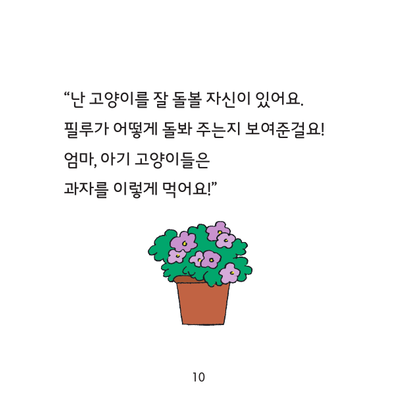 “난 고양이를 잘 돌볼 자신이 있어요.
필루가 어떻게 돌봐 주는지 보여준걸요!
엄마, 아기 고양이들은
과자를 이렇게 먹어요!”
10